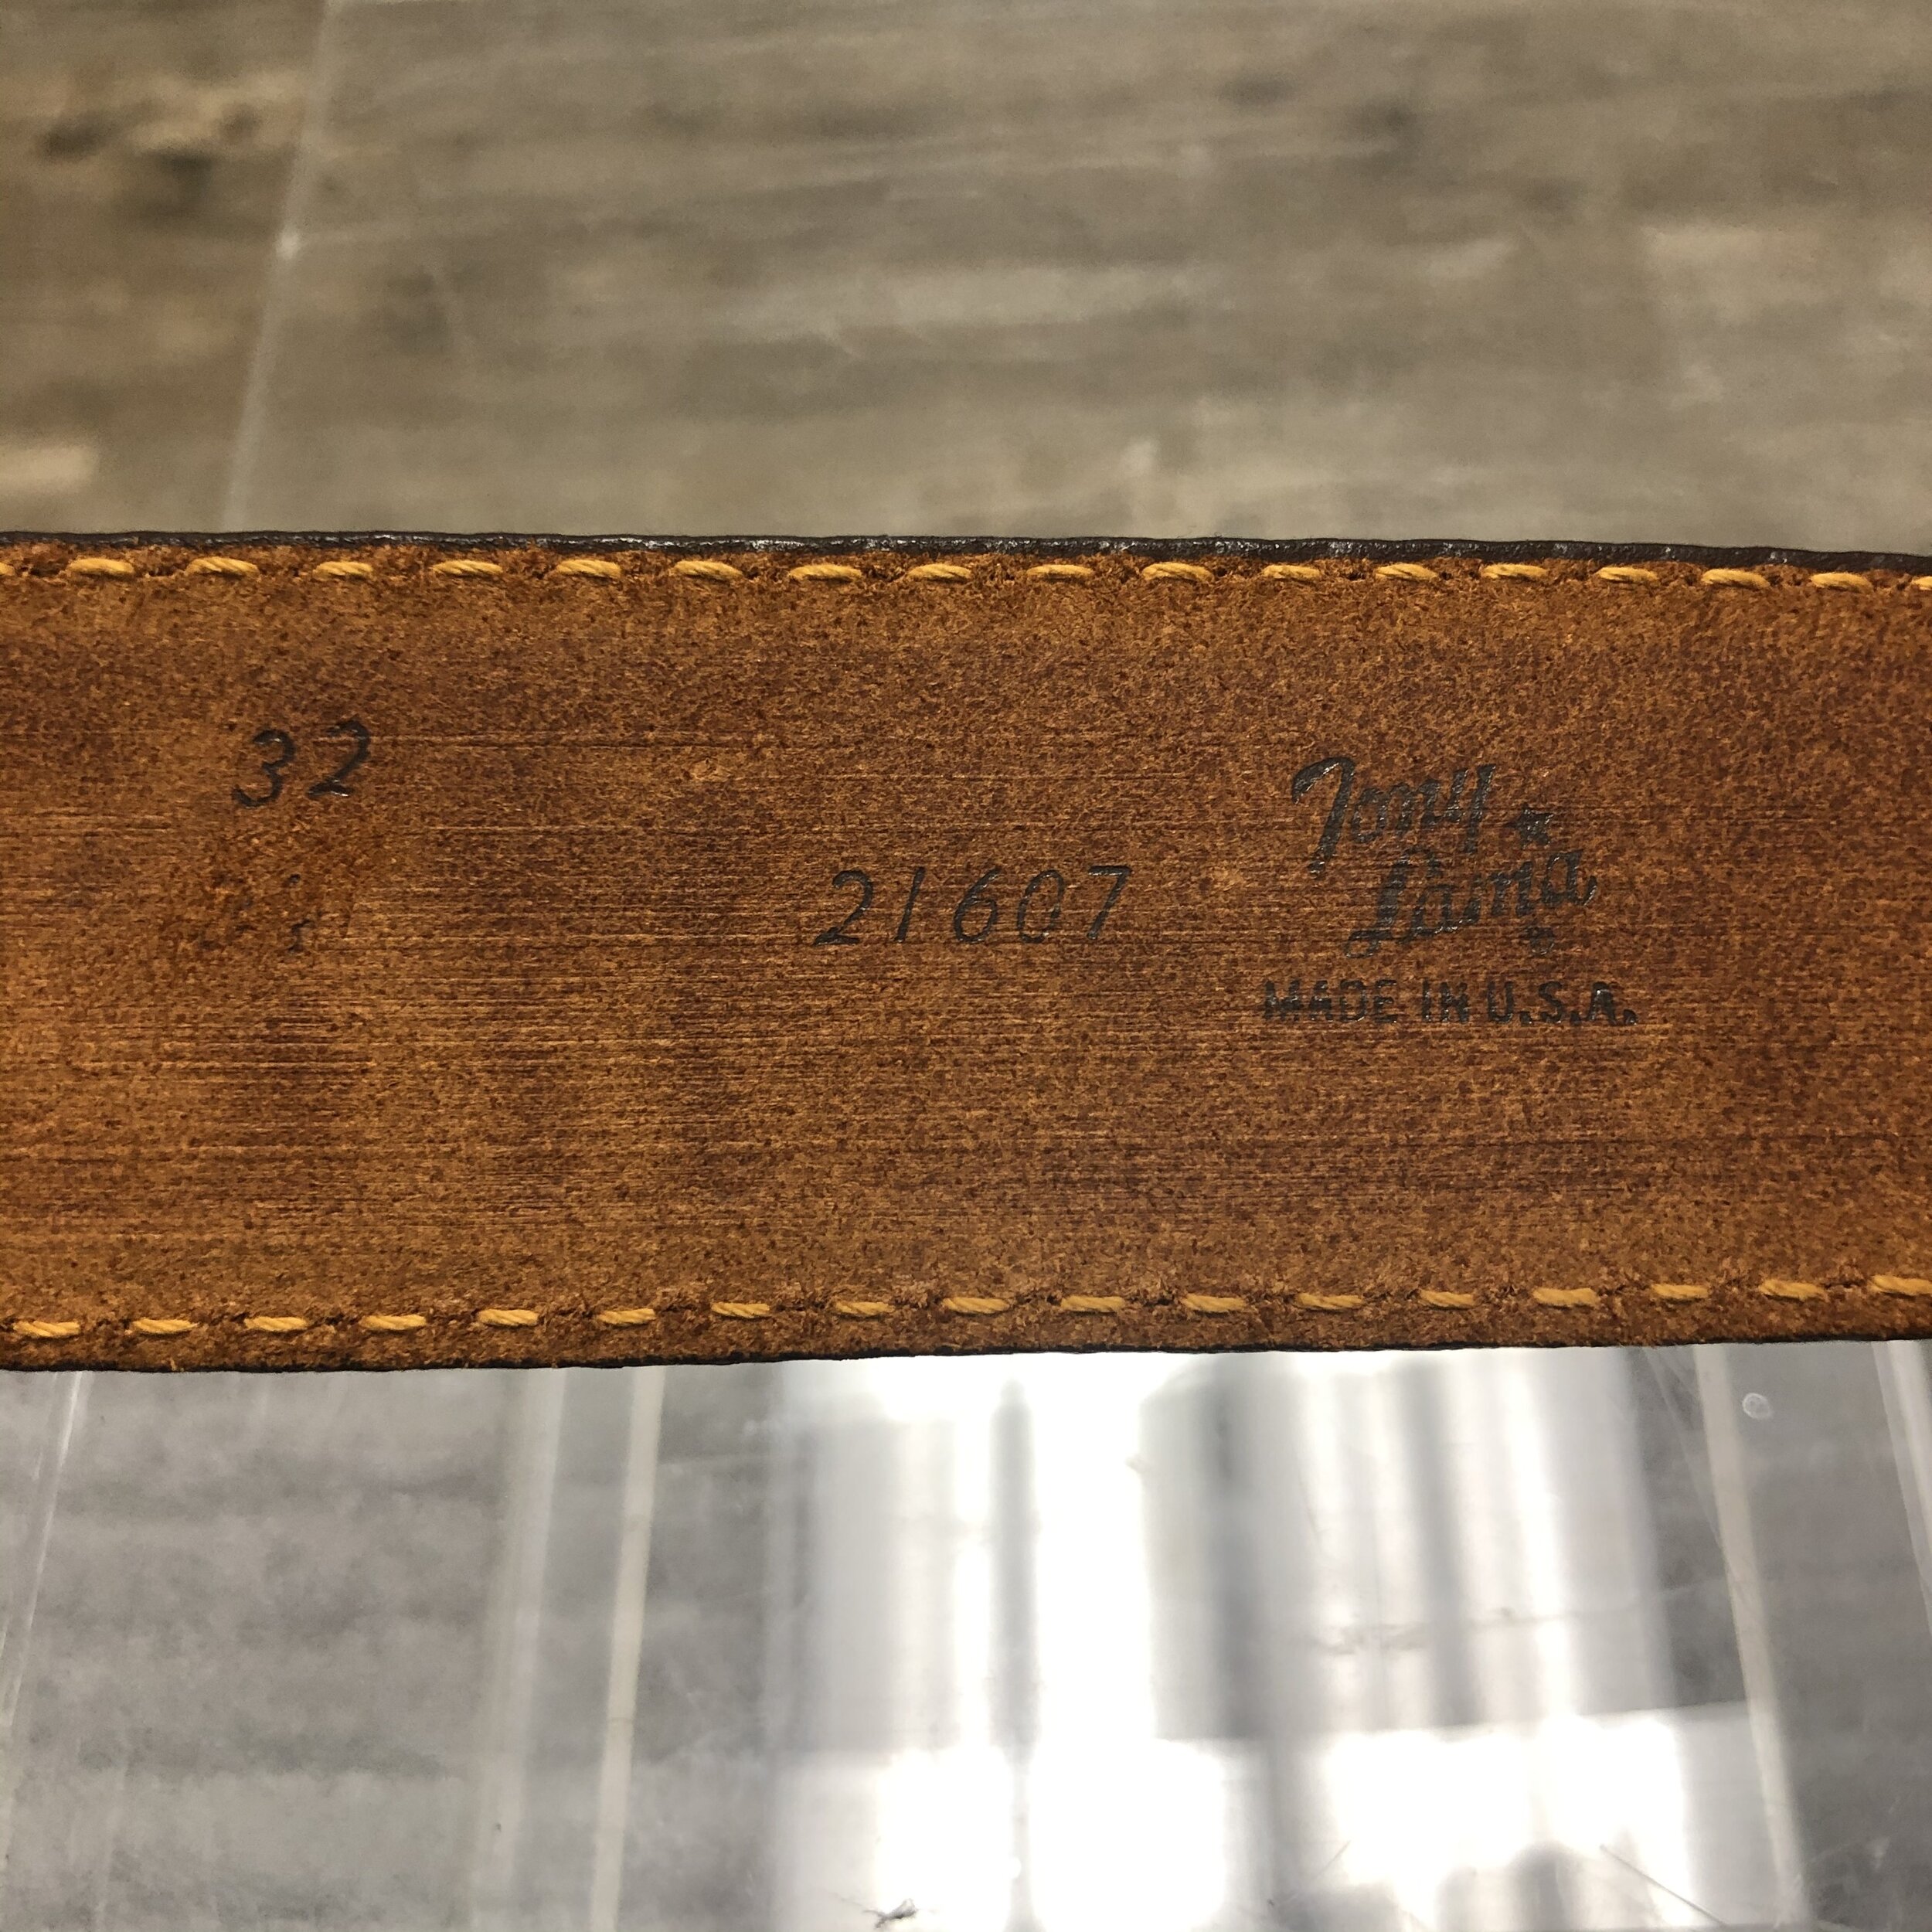 32
21607
Tony
Lama
MADE IN U.S.A.